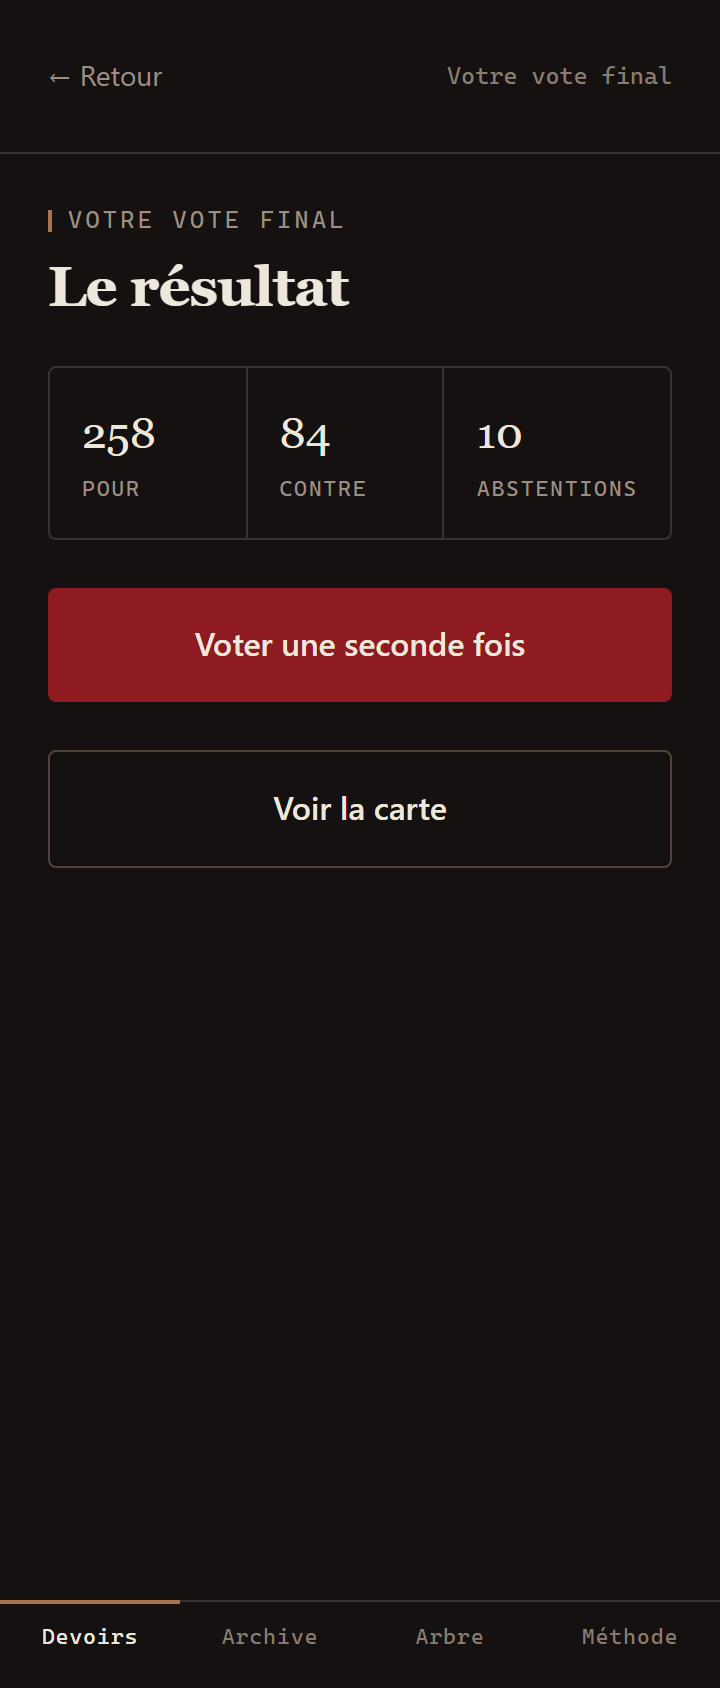 ← Retour
Votre vote final
VOTRE VOTE FINAL
Le résultat
258 84 10
POUR CONTRE ABSTENTIONS
Voter une seconde fois
Voir la carte
Devoirs Archive Arbre Méthode